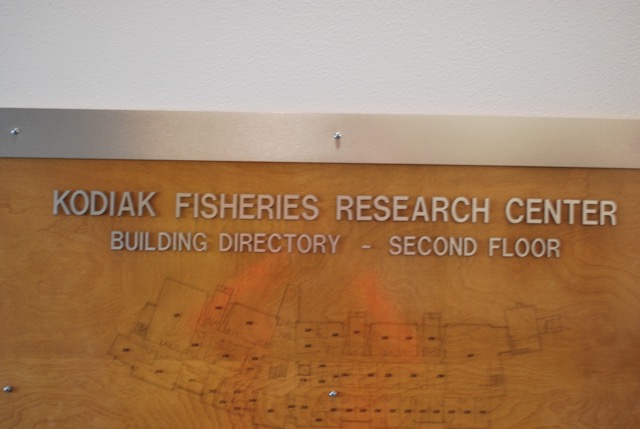 KODIAK FISHERIES RESEARCH CENTER
BUILDING DIRECTORY - SECOND FLOOR